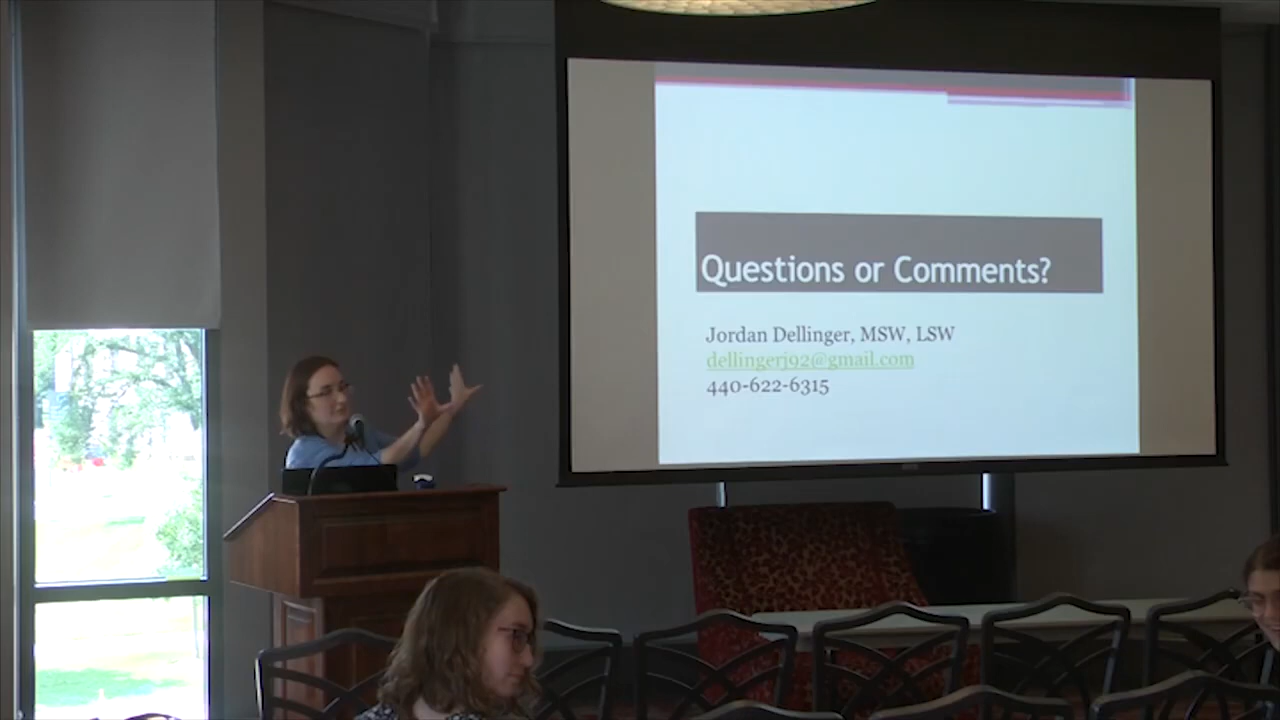 Questions or Comments?
Jordan Dellinger, MSW, LSW
dellingerj92@gmail.com
440-622-6315